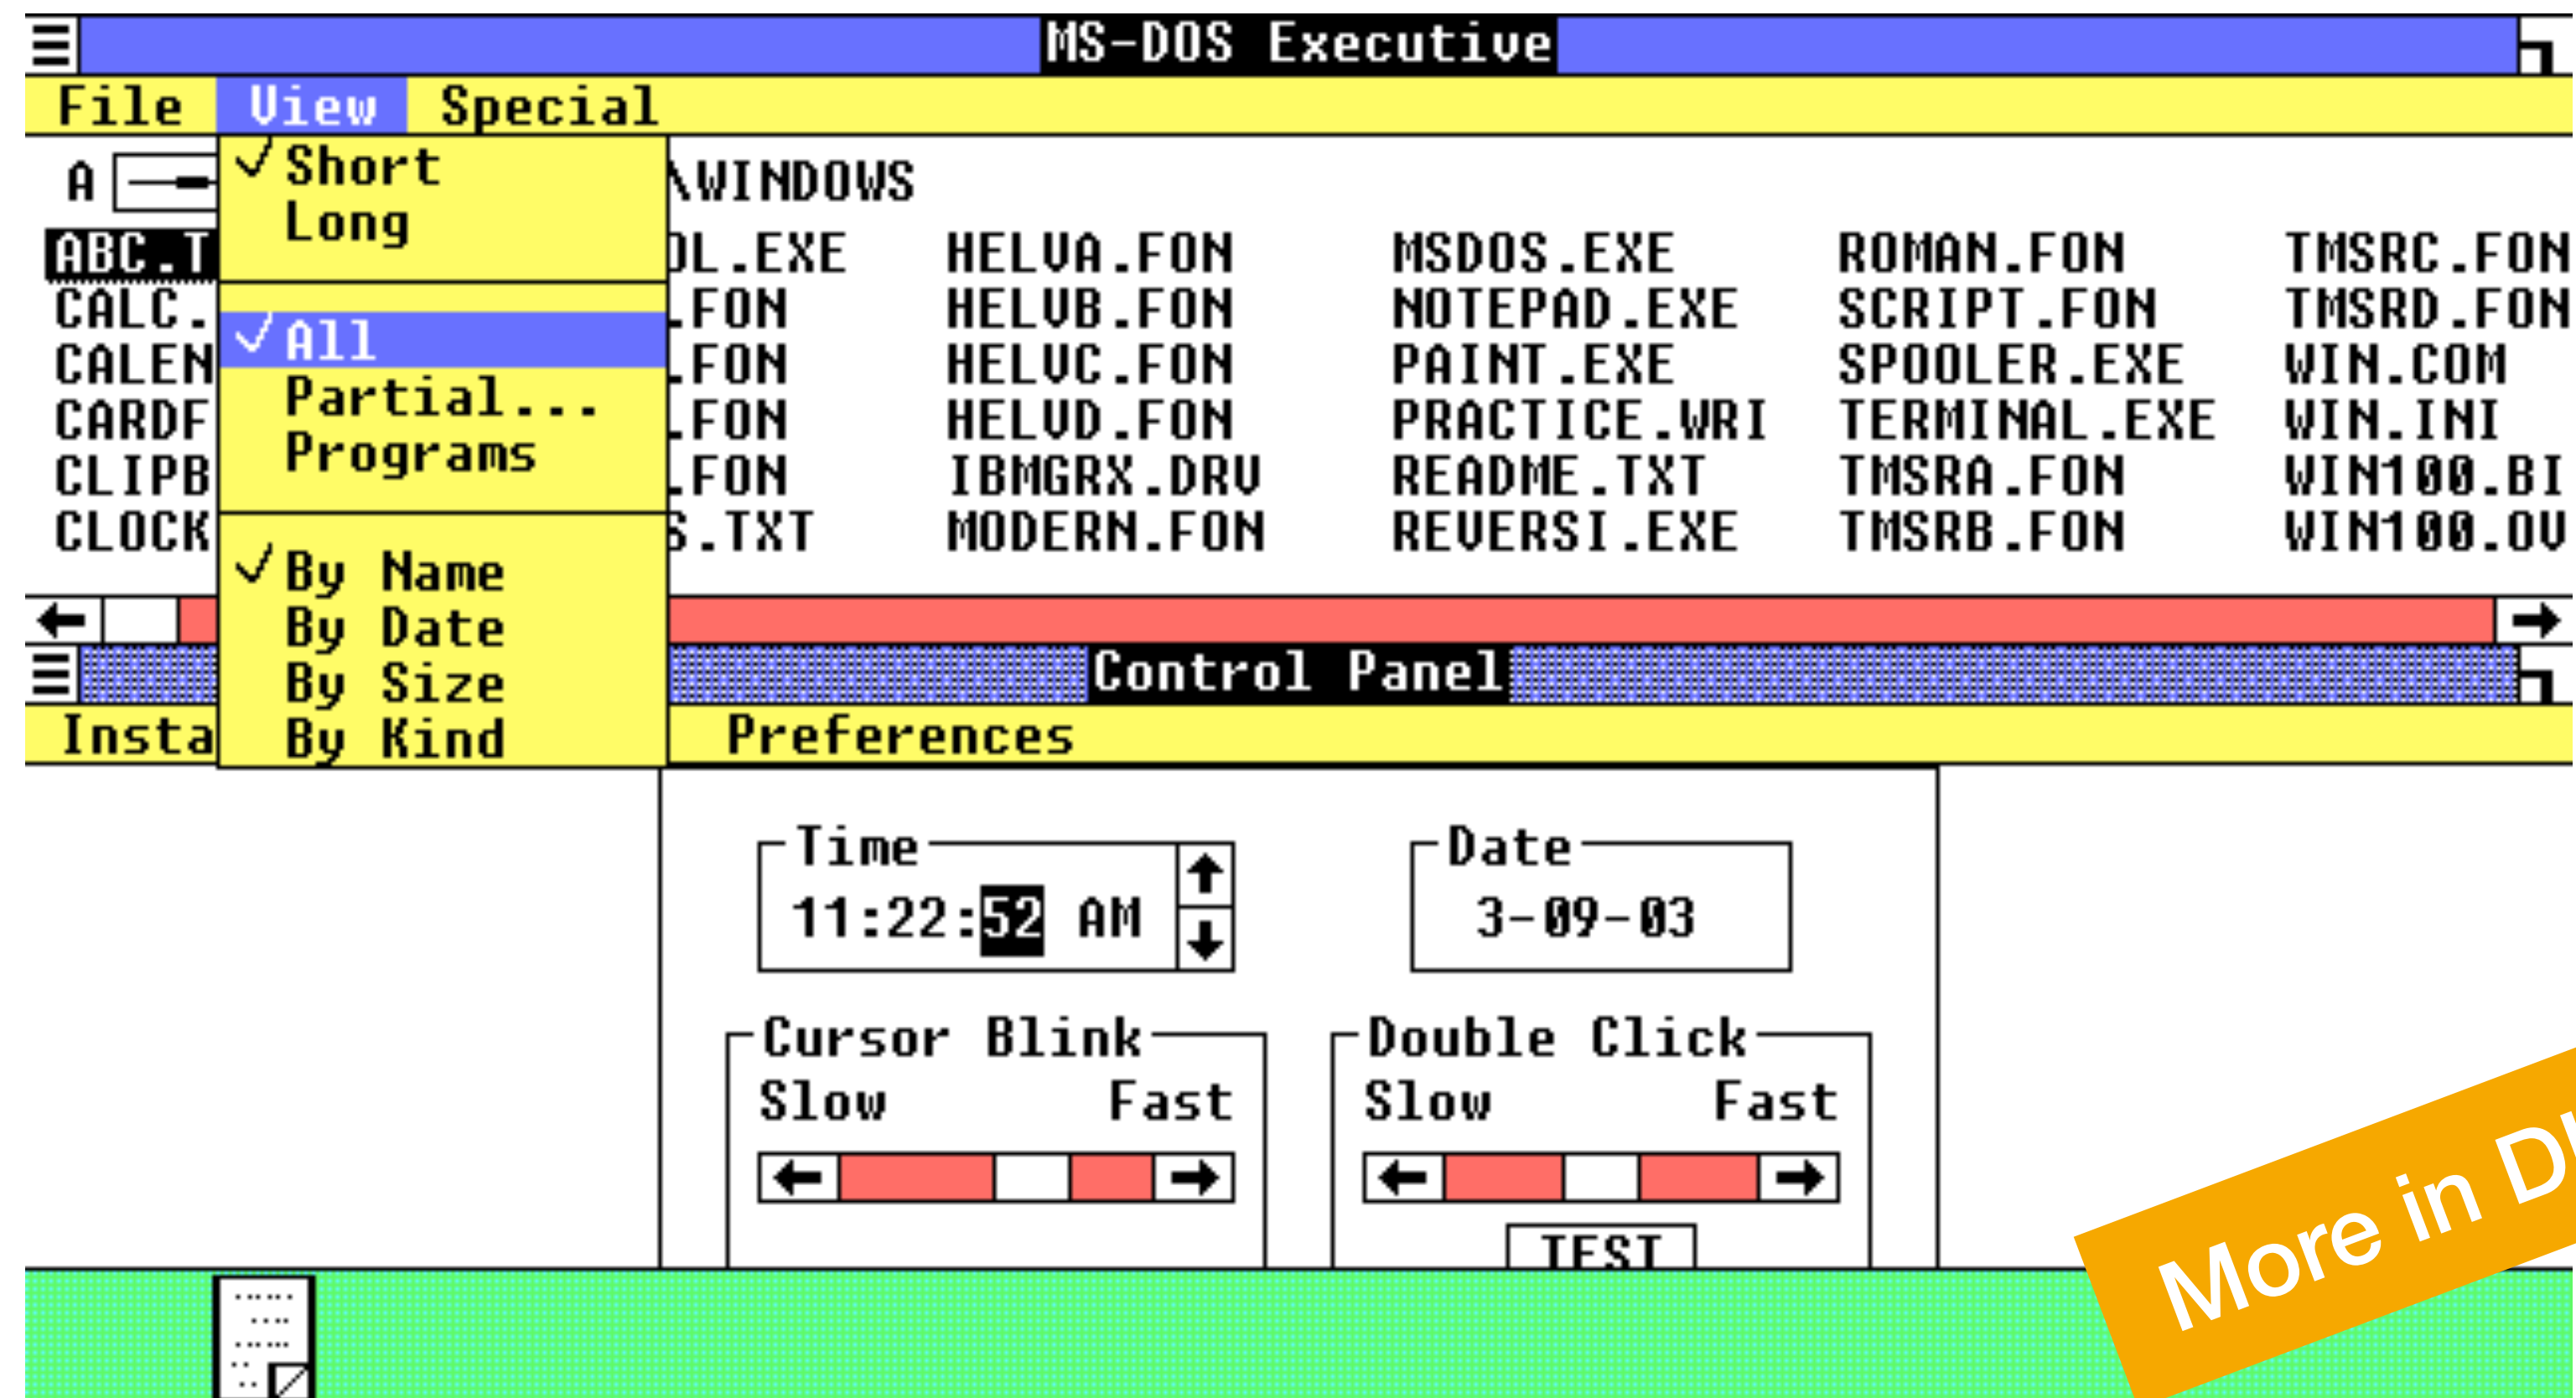 MS-DOS Executive
File View Special
A \WINDOWS
Short
Long
All
Partial...
Programs
By Name
By Date
By Size
By Kind
ABC.T OL.EXE HELVA.FON MSDOS.EXE ROMAN.FON TMSRC.FON
CALC. .FON HELVB.FON NOTEPAD.EXE SCRIPT.FON TMSRD.FON
CALEN .FON HELVC.FON PAINT.EXE SPOOLER.EXE WIN.COM
CARDF .FON HELVD.FON PRACTICE.WRI TERMINAL.EXE WIN.INI
CLIPB .FON IBMGRX.DRV README.TXT TMSRA.FON WIN100.BI
CLOCK S.TXT MODERN.FON REVERSI.EXE TMSRB.FON WIN100.OV
Control Panel
Insta Preferences
Time Date
11:22:52 AM 3-09-03
Cursor Blink Double Click
Slow Fast Slow Fast
TEST
More in